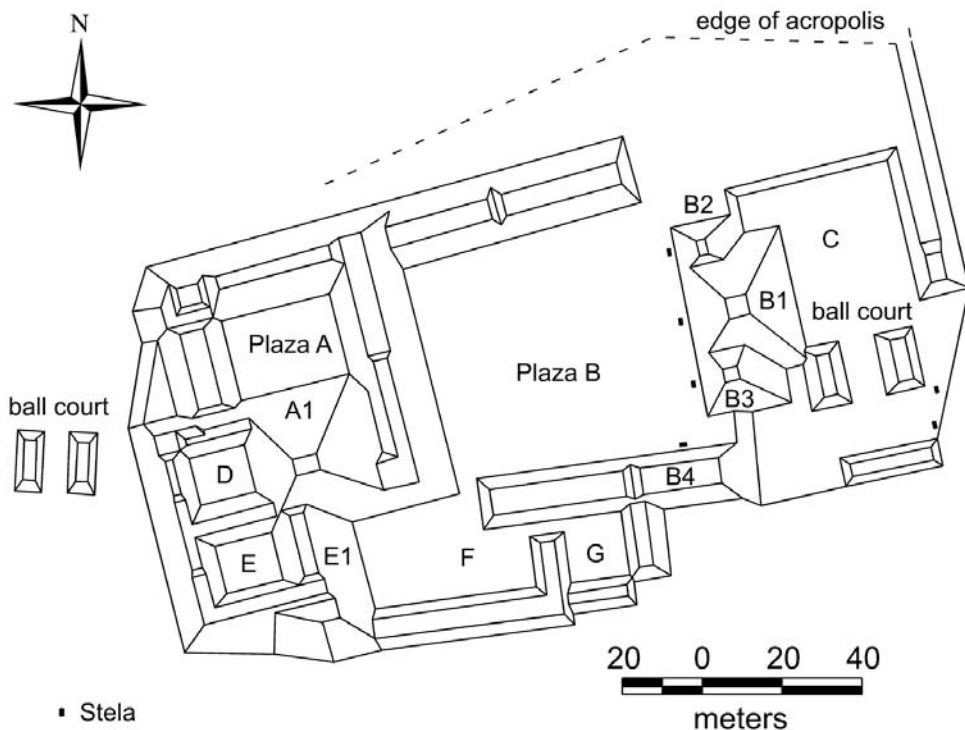 edge of acropolis
N
B2
C
B1
Plaza A
ball court
Plaza B
A1
B3
ball court
D
B4
E
E1
F
G
20 0 20 40
meters
Stela